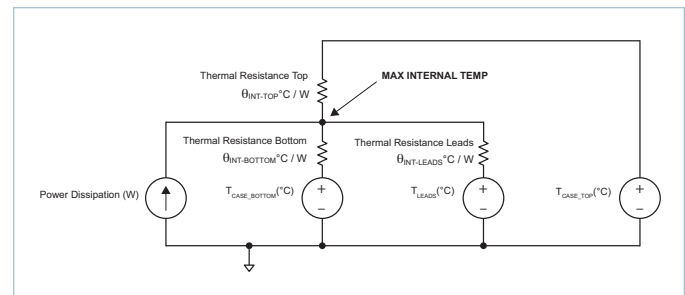 Thermal Resistance Top
θINT-TOP°C / W
MAX INTERNAL TEMP
Thermal Resistance Bottom
θINT-BOTTOM°C / W
Thermal Resistance Leads
θINT-LEADS°C / W
Power Dissipation (W)
TCASE_BOTTOM(°C)
+
–
TLEADS(°C)
+
–
TCASE_TOP(°C)
+
–